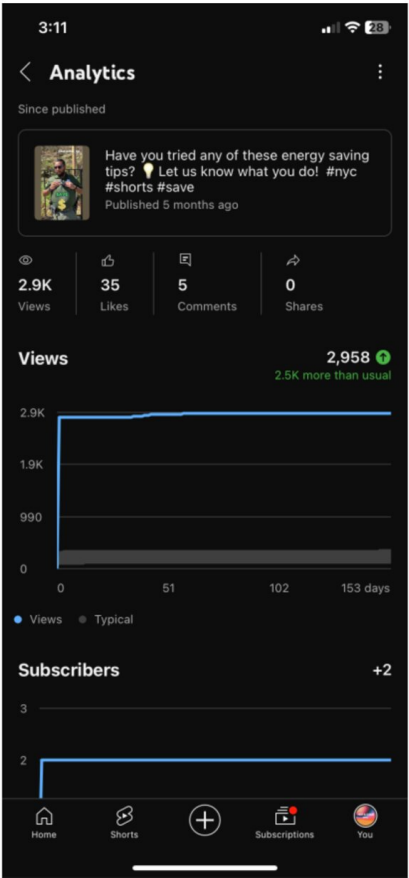 3:11
28
Analytics
Since published
Have you tried any of these energy saving
tips? 💡 Let us know what you do! #nyc
#shorts #save
Published 5 months ago
2.9K
35
5
0
Views
Likes
Comments
Shares
Views
2,958
2.5K more than usual
2.9K
1.9K
990
0
0
51
102
153 days
Views
Typical
Subscribers
+2
3
2
Home
Shorts
Subscriptions
You